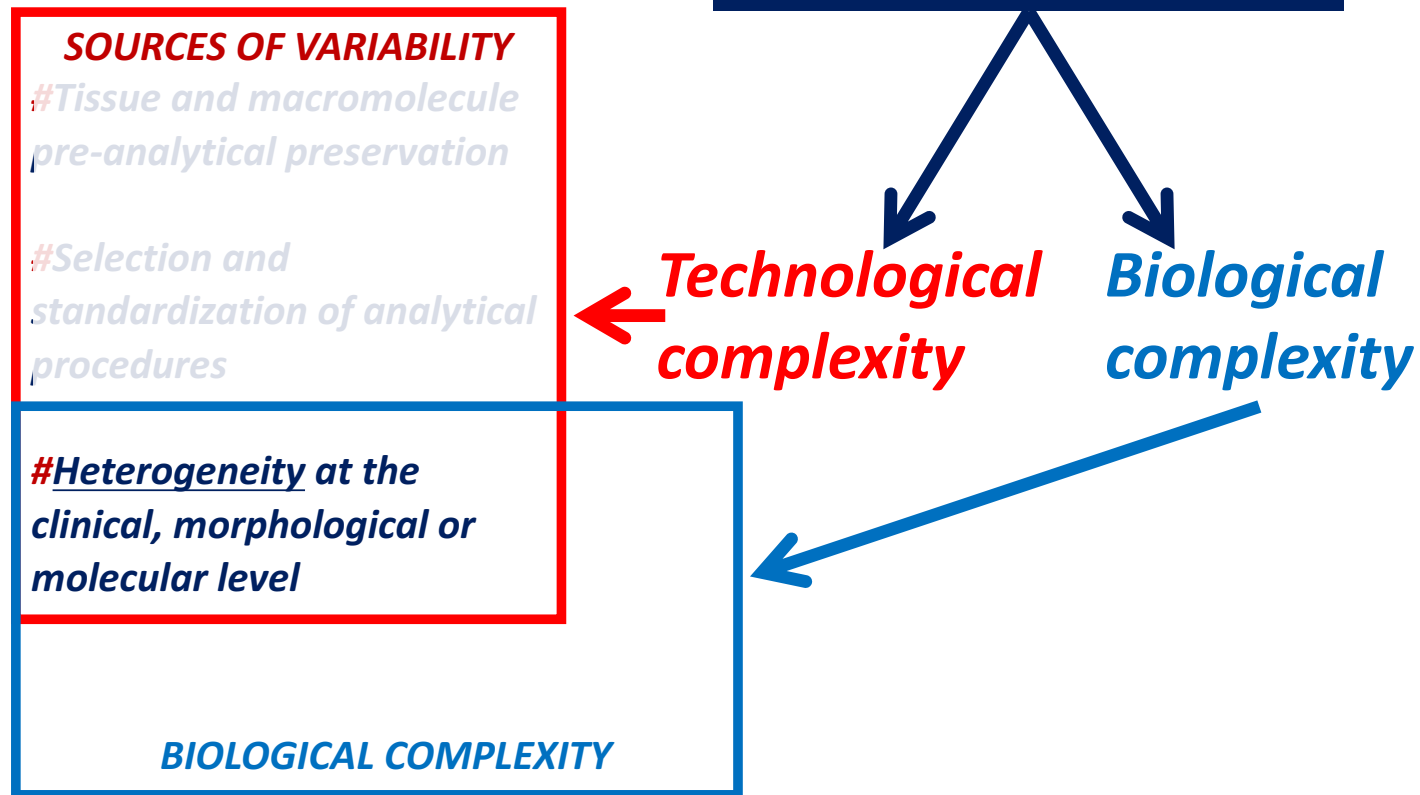 SOURCES OF VARIABILITY
#Tissue and macromolecule
pre-analytical preservation
#Selection and
standardization of analytical
procedures
#Heterogeneity at the
clinical, morphological or
molecular level
BIOLOGICAL COMPLEXITY
Technological
complexity
Biological
complexity